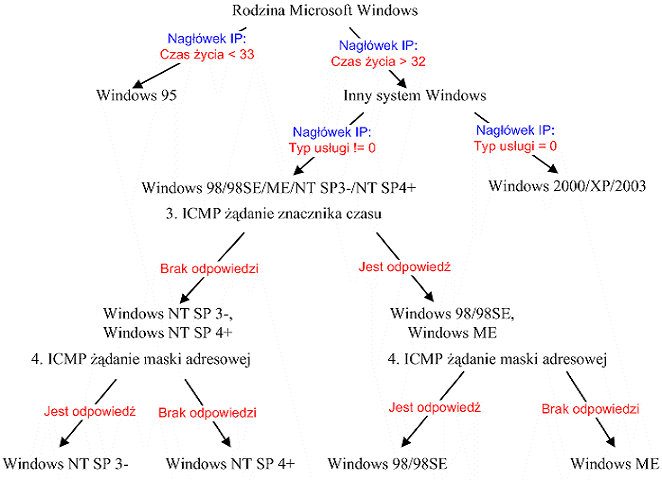 Rodzina Microsoft Windows
Nagłówek IP:
Czas życia < 33
Nagłówek IP:
Czas życia > 32
Windows 95
Inny system Windows
Nagłówek IP:
Typ usługi != 0
Nagłówek IP:
Typ usługi = 0
Windows 98/98SE/ME/NT SP3-/NT SP4+
Windows 2000/XP/2003
3. ICMP żądanie znacznika czasu
Brak odpowiedzi
Jest odpowiedź
Windows NT SP 3-,
Windows NT SP 4+
Windows 98/98SE,
Windows ME
4. ICMP żądanie maski adresowej
4. ICMP żądanie maski adresowej
Jest odpowiedź
Brak odpowiedzi
Jest odpowiedź
Brak odpowiedzi
Windows NT SP 3-
Windows NT SP 4+
Windows 98/98SE
Windows ME